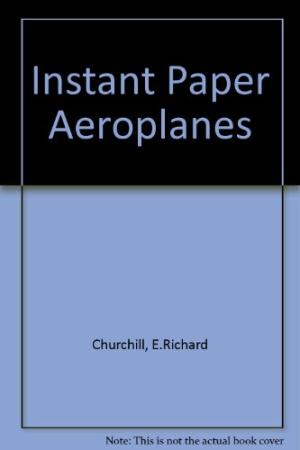 Instant Paper
Aeroplanes
Churchill, E.Richard
Note: This is not the actual book cover